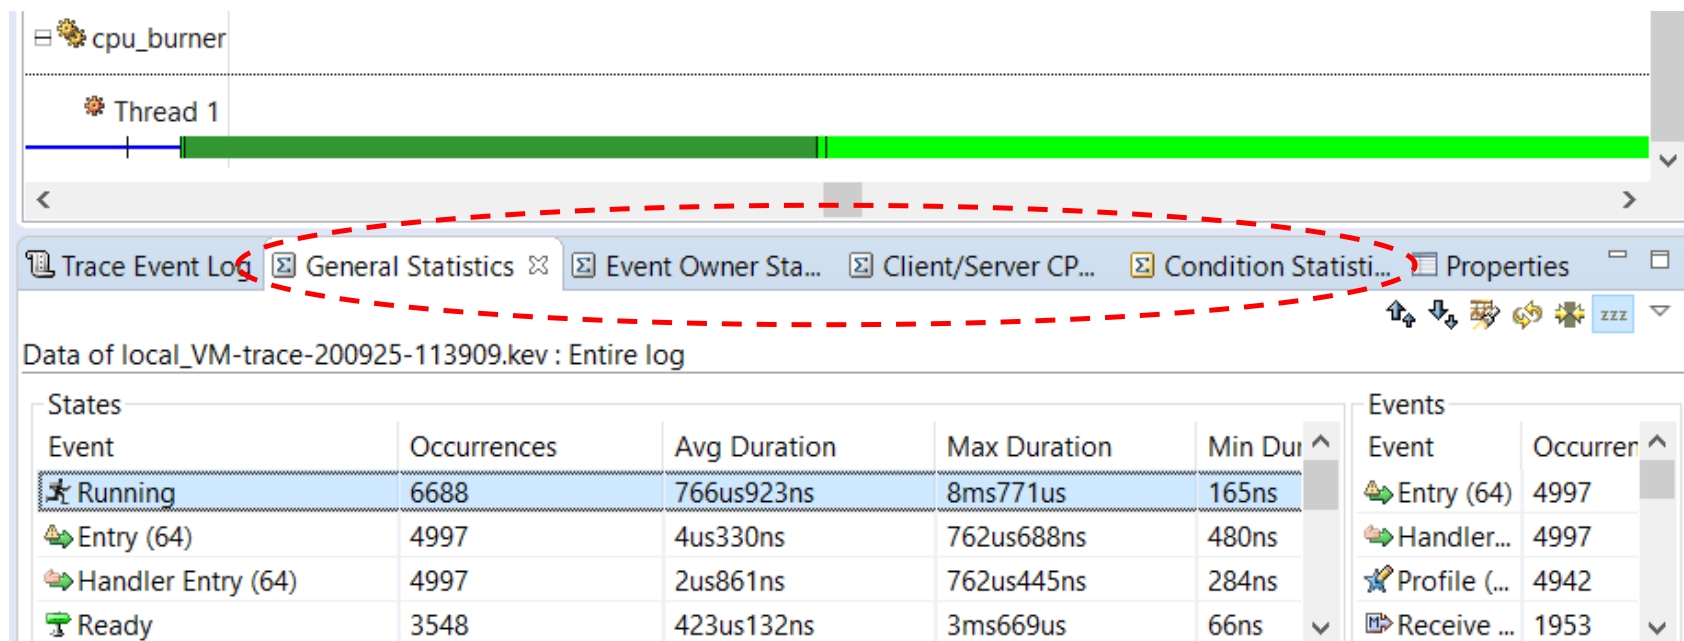 cpu_burner
Thread 1
Trace Event Log General Statistics Event Owner Sta... Client/Server CP... Condition Statisti... Properties
zzz
Data of local_VM-trace-200925-113909.kev : Entire log
States Events
Event Occurrences Avg Duration Max Duration Min Dur Event Occurren
Running 6688 766us923ns 8ms771us 165ns Entry (64) 4997
Entry (64) 4997 4us330ns 762us688ns 480ns Handler... 4997
Handler Entry (64) 4997 2us861ns 762us445ns 284ns Profile (... 4942
Ready 3548 423us132ns 3ms669us 66ns Receive ... 1953